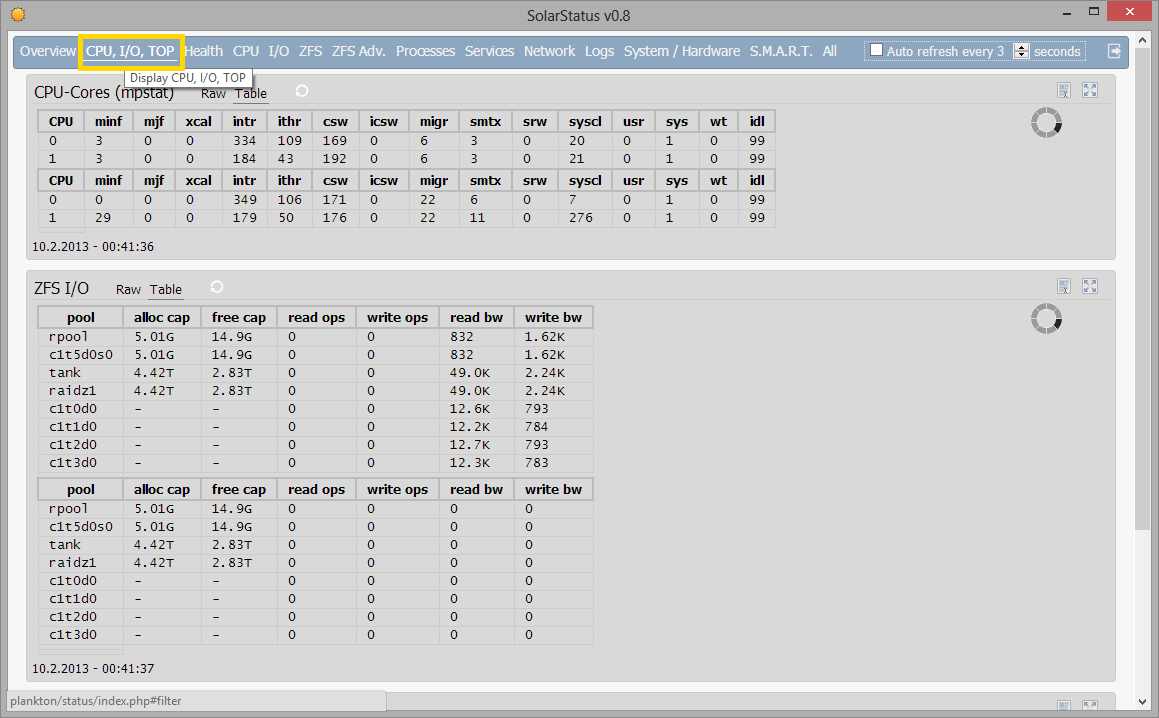 SolarStatus v0.8
Overview CPU, I/O, TOP Health CPU I/O ZFS ZFS Adv. Processes Services Network Logs System / Hardware S.M.A.R.T. All Auto refresh every 3 seconds
Display CPU, I/O, TOP
CPU-Cores (mpstat) Raw Table
CPU minf mjf xcal intr ithr csw icsw migr smtx srw syscl usr sys wt idl
0 3 0 0 334 109 169 0 6 3 0 20 0 1 0 99
1 3 0 0 184 43 192 0 6 3 0 21 0 1 0 99
CPU minf mjf xcal intr ithr csw icsw migr smtx srw syscl usr sys wt idl
0 0 0 0 349 106 171 0 22 6 0 7 0 1 0 99
1 29 0 0 179 50 176 0 22 11 0 276 0 1 0 99
10.2.2013 - 00:41:36
ZFS I/O Raw Table
pool alloc cap free cap read ops write ops read bw write bw
rpool 5.01G 14.9G 0 0 832 1.62K
c1t5d0s0 5.01G 14.9G 0 0 832 1.62K
tank 4.42T 2.83T 0 0 49.0K 2.24K
raidz1 4.42T 2.83T 0 0 49.0K 2.24K
c1t0d0 - - 0 0 12.6K 793
c1t1d0 - - 0 0 12.2K 784
c1t2d0 - - 0 0 12.7K 793
c1t3d0 - - 0 0 12.3K 783
pool alloc cap free cap read ops write ops read bw write bw
rpool 5.01G 14.9G 0 0 0 0
c1t5d0s0 5.01G 14.9G 0 0 0 0
tank 4.42T 2.83T 0 0 0 0
raidz1 4.42T 2.83T 0 0 0 0
c1t0d0 - - 0 0 0 0
c1t1d0 - - 0 0 0 0
c1t2d0 - - 0 0 0 0
c1t3d0 - - 0 0 0 0
10.2.2013 - 00:41:37
plankton/status/index.php#filter